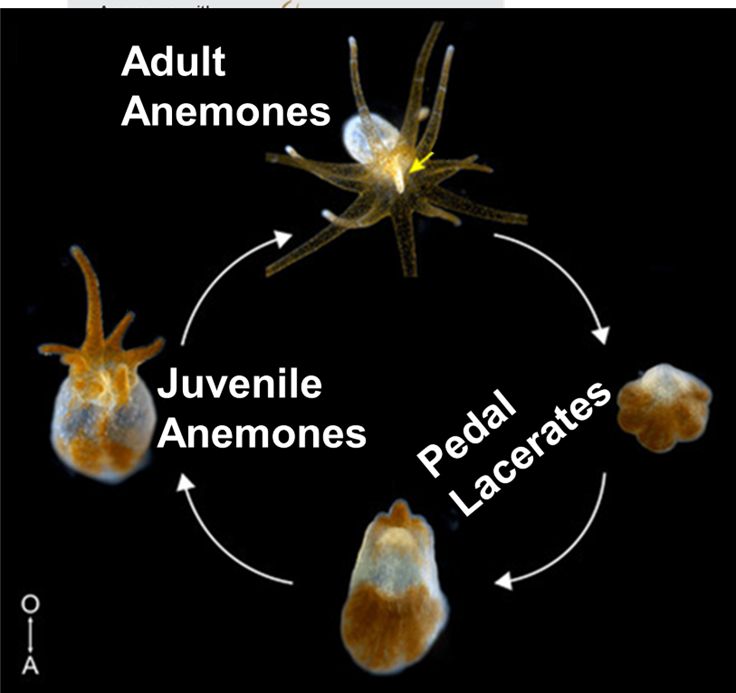 Adult
Anemones
Juvenile
Anemones
Pedal
Lacerates
O
A